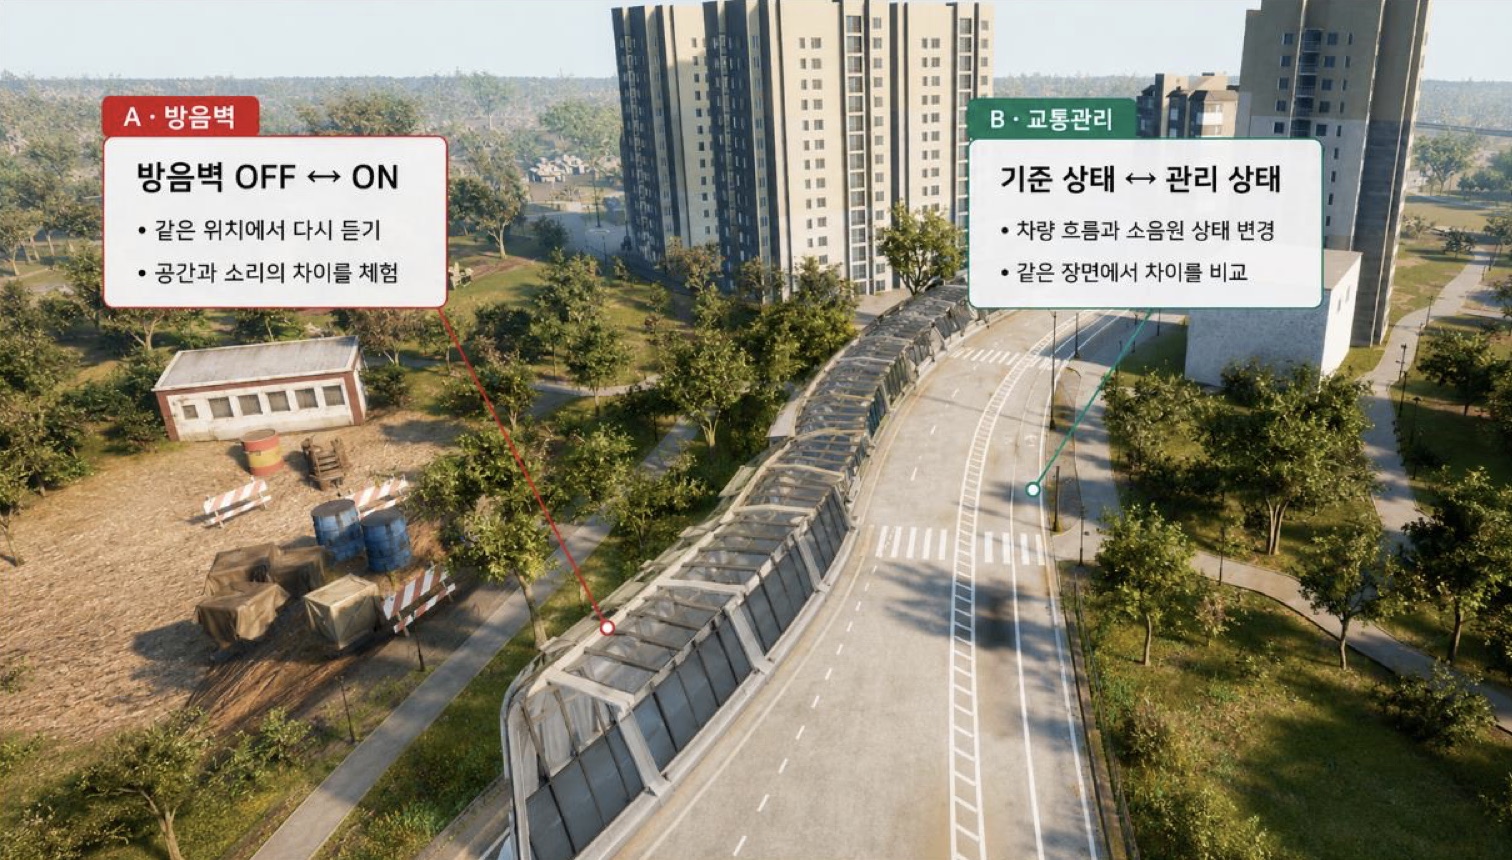 A · 방음벽
방음벽 OFF ↔ ON
• 같은 위치에서 다시 듣기
• 공간과 소리의 차이를 체험
B · 교통관리
기준 상태 ↔ 관리 상태
• 차량 흐름과 소음원 상태 변경
• 같은 장면에서 차이를 비교